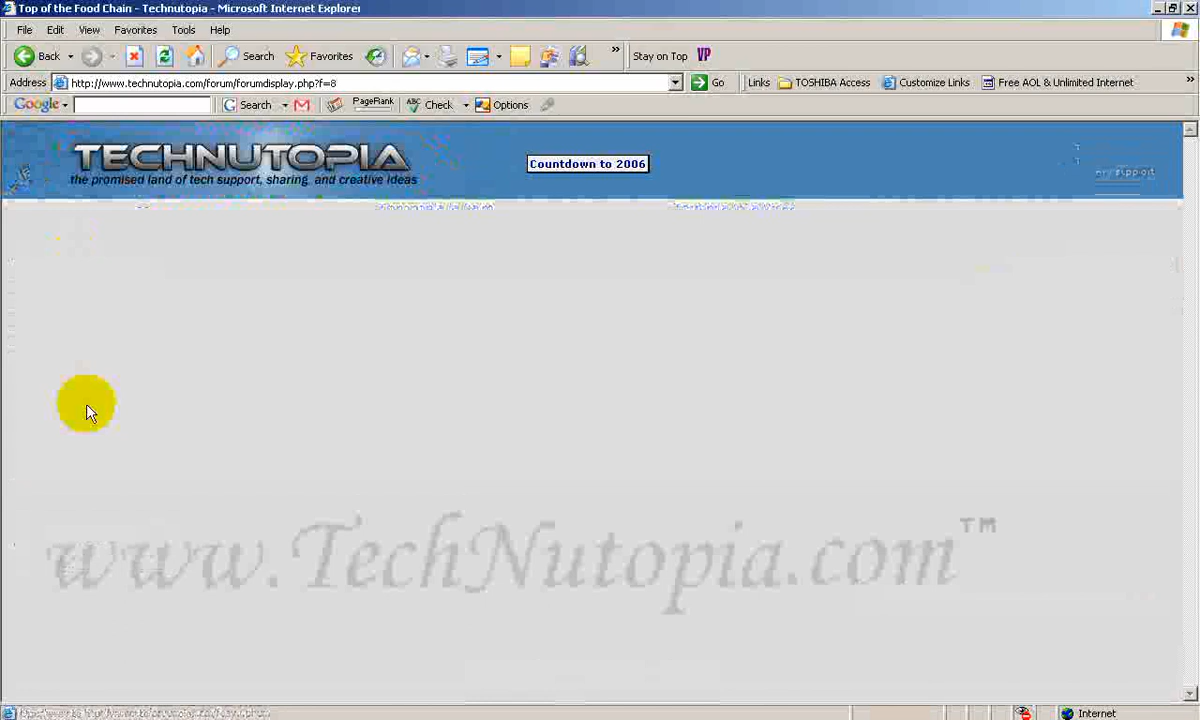 Top of the Food Chain - Technutopia - Microsoft Internet Explorer
File Edit View Favorites Tools Help
Back Search Favorites » Stay on Top VP
Address http://www.technutopia.com/forum/forumdisplay.php?f=8 Go Links TOSHIBA Access Customize Links Free AOL & Unlimited Internet »
Google Search PageRank ABC Check Options
TECHNUTOPIA
the promised land of tech support, sharing, and creative ideas
Countdown to 2006
support
www.TechNutopia.com™
Internet